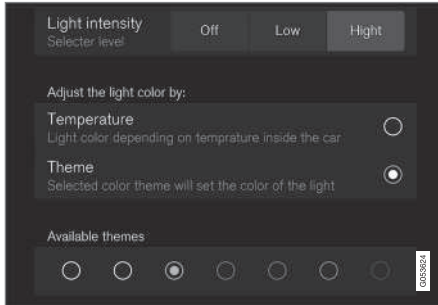 Light intensity
Selecter level
Off Low Hight
Adjust the light color by:
Temperature
Light color depending on temprature inside the car
Theme
Selected color theme will set the color of the light
Available themes
G053624